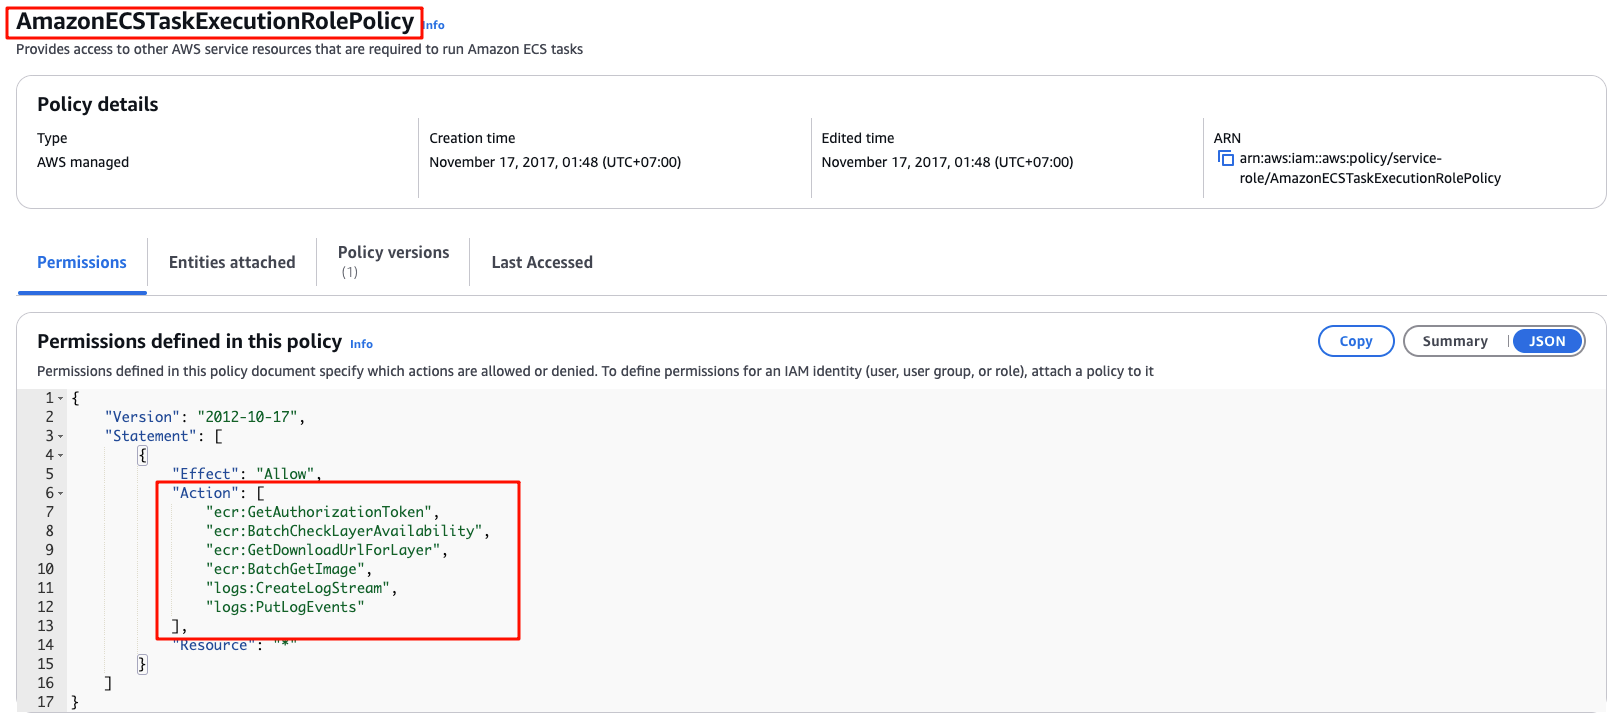 AmazonECSTaskExecutionRolePolicy Info
Provides access to other AWS service resources that are required to run Amazon ECS tasks
Policy details
Type
AWS managed
Creation time
November 17, 2017, 01:48 (UTC+07:00)
Edited time
November 17, 2017, 01:48 (UTC+07:00)
ARN
arn:aws:iam::aws:policy/service-
role/AmazonECSTaskExecutionRolePolicy
Permissions
Entities attached
Policy versions
(1)
Last Accessed
Permissions defined in this policy Info
Copy
Summary
JSON
Permissions defined in this policy document specify which actions are allowed or denied. To define permissions for an IAM identity (user, user group, or role), attach a policy to it
1 {
2     "Version": "2012-10-17",
3     "Statement": [
4         {
5             "Effect": "Allow",
6             "Action": [
7                 "ecr:GetAuthorizationToken",
8                 "ecr:BatchCheckLayerAvailability",
9                 "ecr:GetDownloadUrlForLayer",
10                 "ecr:BatchGetImage",
11                 "logs:CreateLogStream",
12                 "logs:PutLogEvents"
13             ],
14             "Resource": "*"
15         }
16     ]
17 }